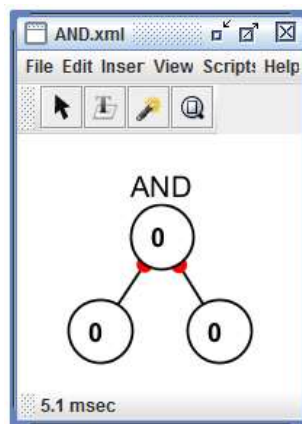 AND.xml
File Edit Inser View Script: Help
T
AND
0
0 0
5.1 msec